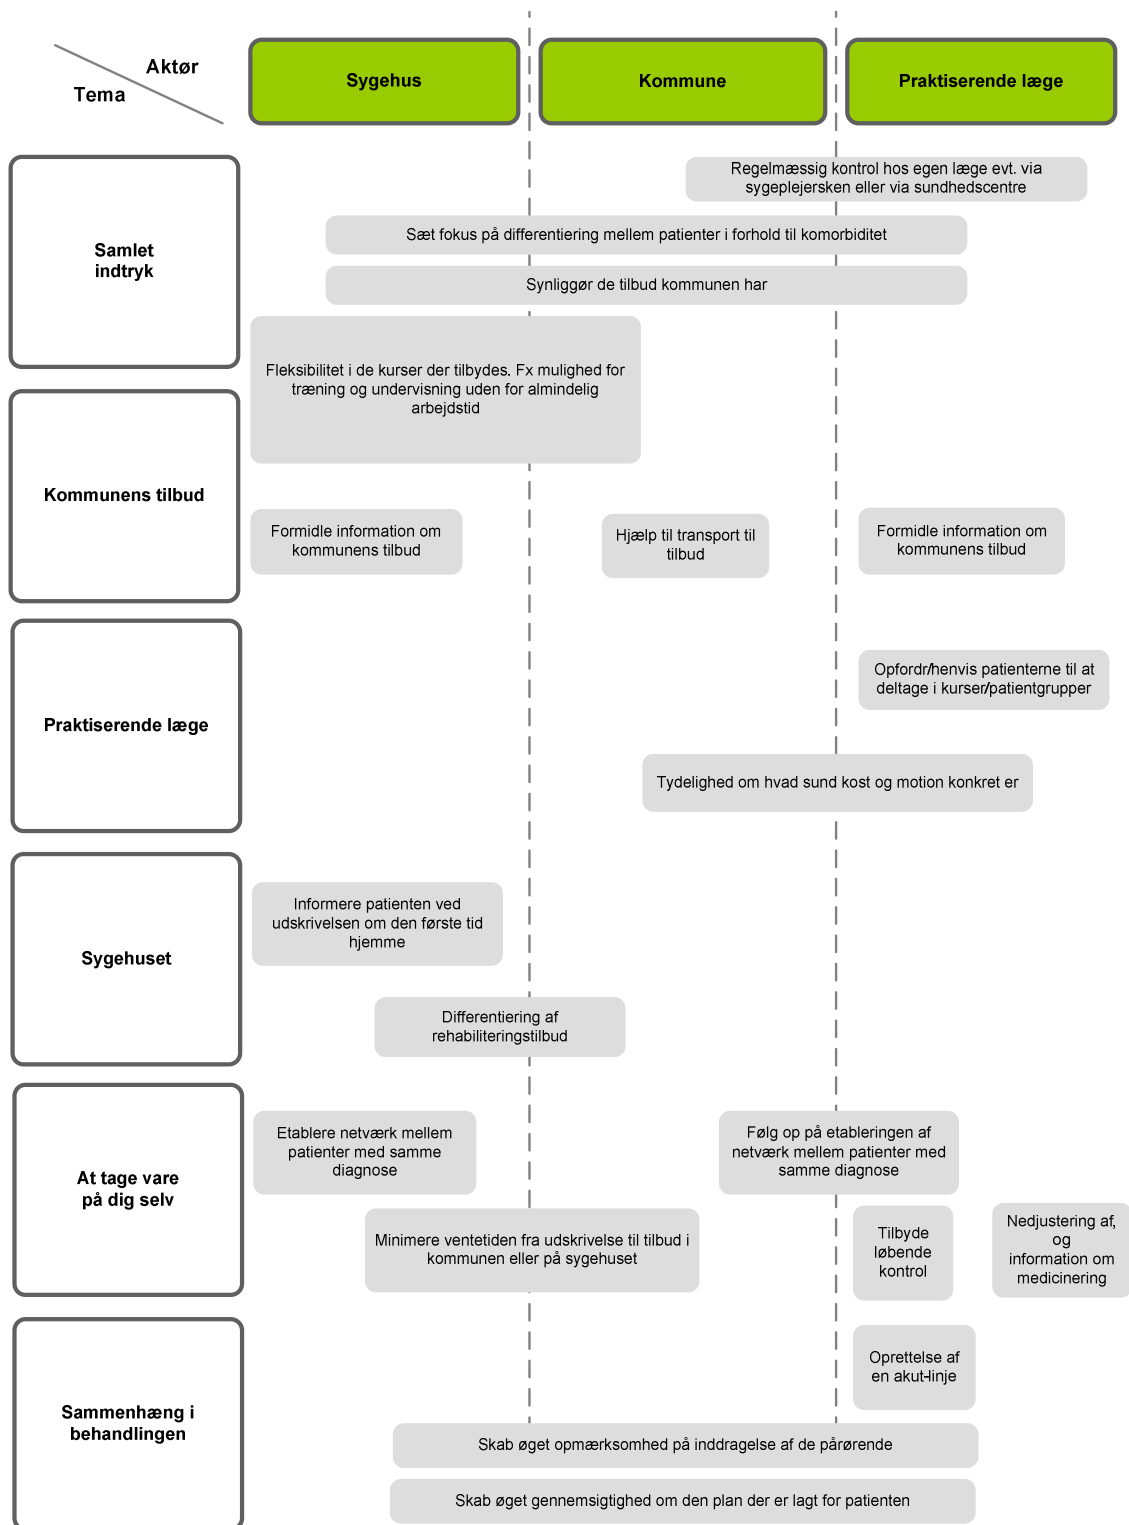 Aktør
Tema
Sygehus
Kommune
Praktiserende læge
Samlet
indtryk
Regelmæssig kontrol hos egen læge evt. via
sygeplejersken eller via sundhedscentre
Sæt fokus på differentiering mellem patienter i forhold til komorbiditet
Synliggør de tilbud kommunen har
Fleksibilitet i de kurser der tilbydes. Fx mulighed for
træning og undervisning uden for almindelig
arbejdstid
Kommunens tilbud
Formidle information om
kommunens tilbud
Hjælp til transport til
tilbud
Formidle information om
kommunens tilbud
Praktiserende læge
Opfordr/henvis patienterne til at
deltage i kurser/patientgrupper
Tydelighed om hvad sund kost og motion konkret er
Sygehuset
Informere patienten ved
udskrivelsen om den første tid
hjemme
Differentiering af
rehabiliteringstilbud
At tage vare
på dig selv
Etablere netværk mellem
patienter med samme
diagnose
Følg op på etableringen af
netværk mellem patienter med
samme diagnose
Minimere ventetiden fra udskrivelse til tilbud i
kommunen eller på sygehuset
Tilbyde
løbende
kontrol
Nedjustering af,
og
information om
medicinering
Sammenhæng i
behandlingen
Oprettelse af
en akut-linje
Skab øget opmærksomhed på inddragelse af de pårørende
Skab øget gennemsigtighed om den plan der er lagt for patienten